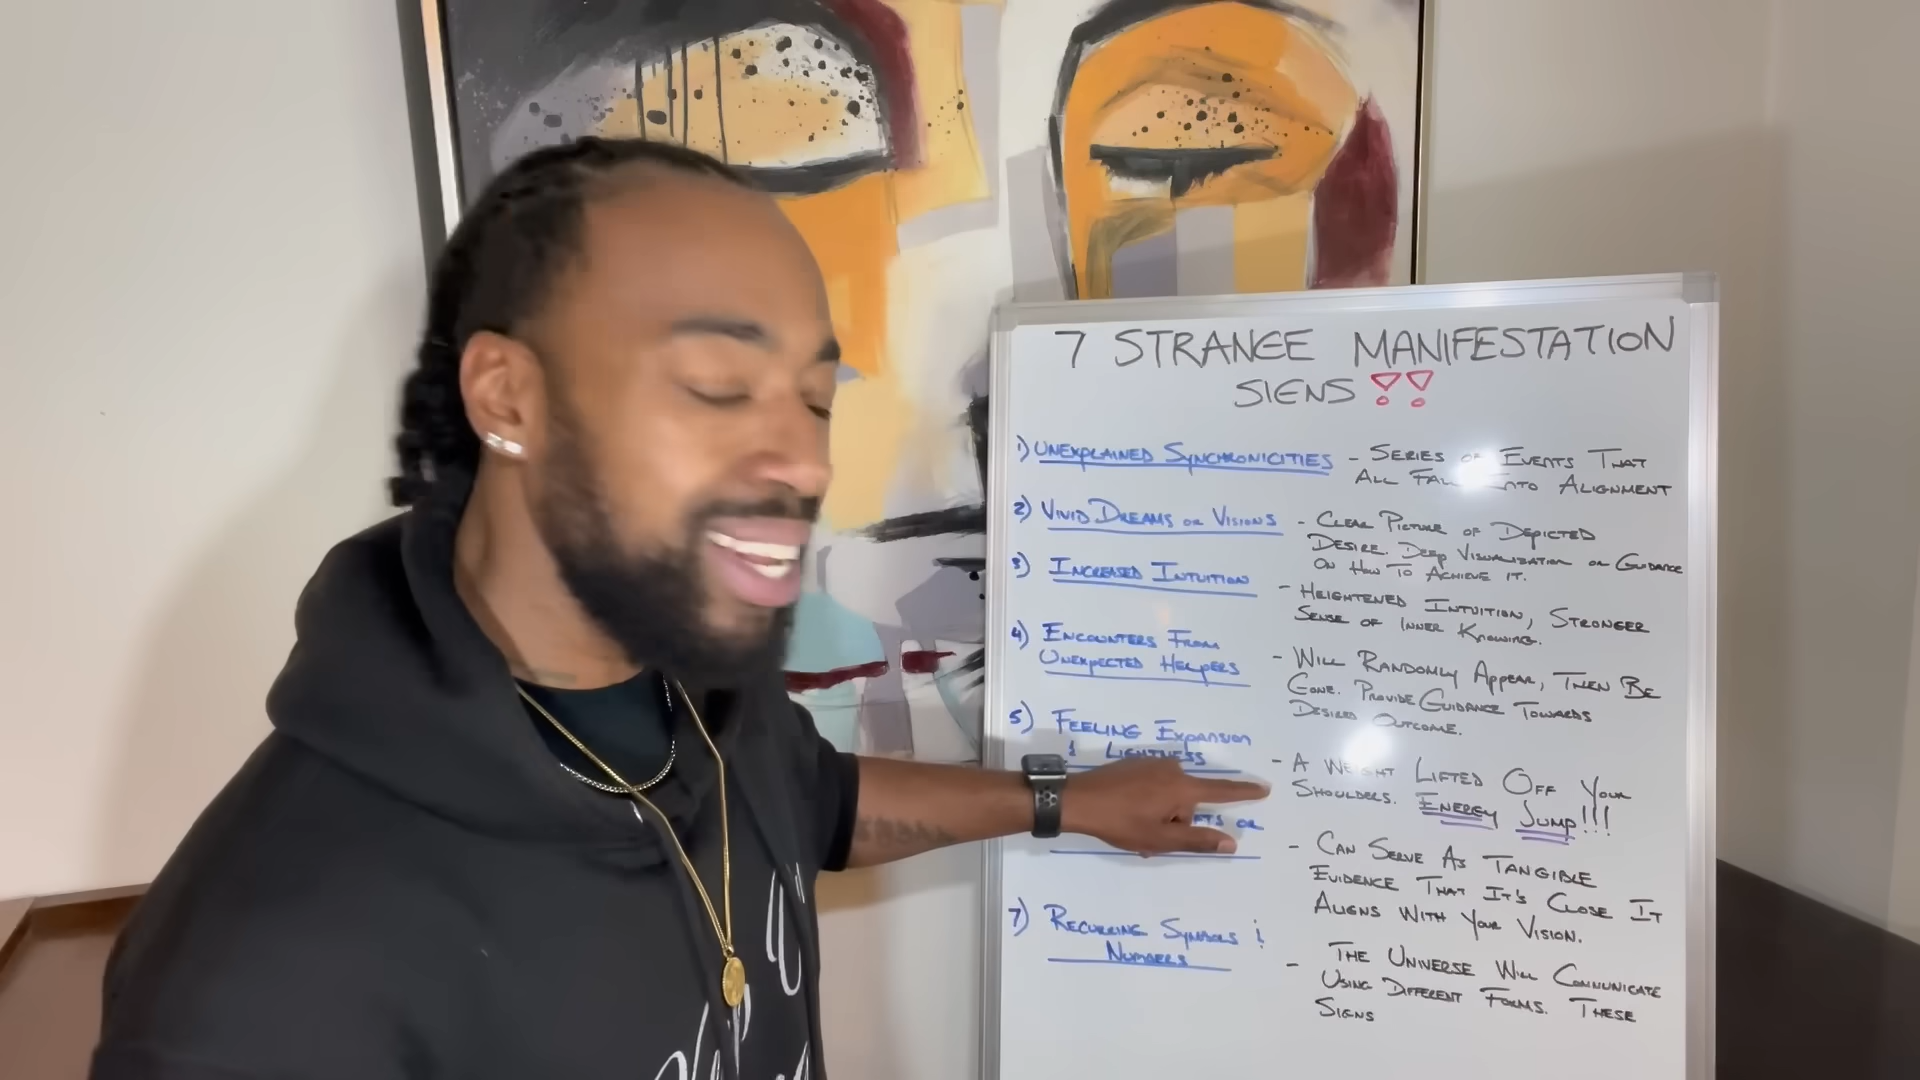 7 STRANGE MANIFESTATION
SIGNS !!
1) UNEXPLAINED SYNCHRONICITIES - SERIES OF EVENTS THAT
ALL FALL INTO ALIGNMENT
2) VIVID DREAMS OR VISIONS - CLEAR PICTURE OF DEPICTED
DESIRE. DEEP VISUALIZATION OR GUIDANCE
ON HOW TO ACHIEVE IT.
3) INCREASED INTUITION - HEIGHTENED INTUITION, STRONGER
SENSE OF INNER KNOWING.
4) ENCOUNTERS FROM
UNEXPECTED HELPERS
- WILL RANDOMLY APPEAR, THEN BE
GONE. PROVIDE GUIDANCE TOWARDS
DESIRED OUTCOME.
5) FEELING EXPANSION
& LIGHTNESS
- A WEIGHT LIFTED OFF YOUR
SHOULDERS. ENERGY JUMP!!!
OR
- CAN SERVE AS TANGIBLE
EVIDENCE THAT IT'S CLOSE IT
ALIGNS WITH YOUR VISION.
7) RECURRING SYMBOLS &
NUMBERS
- THE UNIVERSE WILL COMMUNICATE
USING DIFFERENT FORMS. THESE
SIGNS